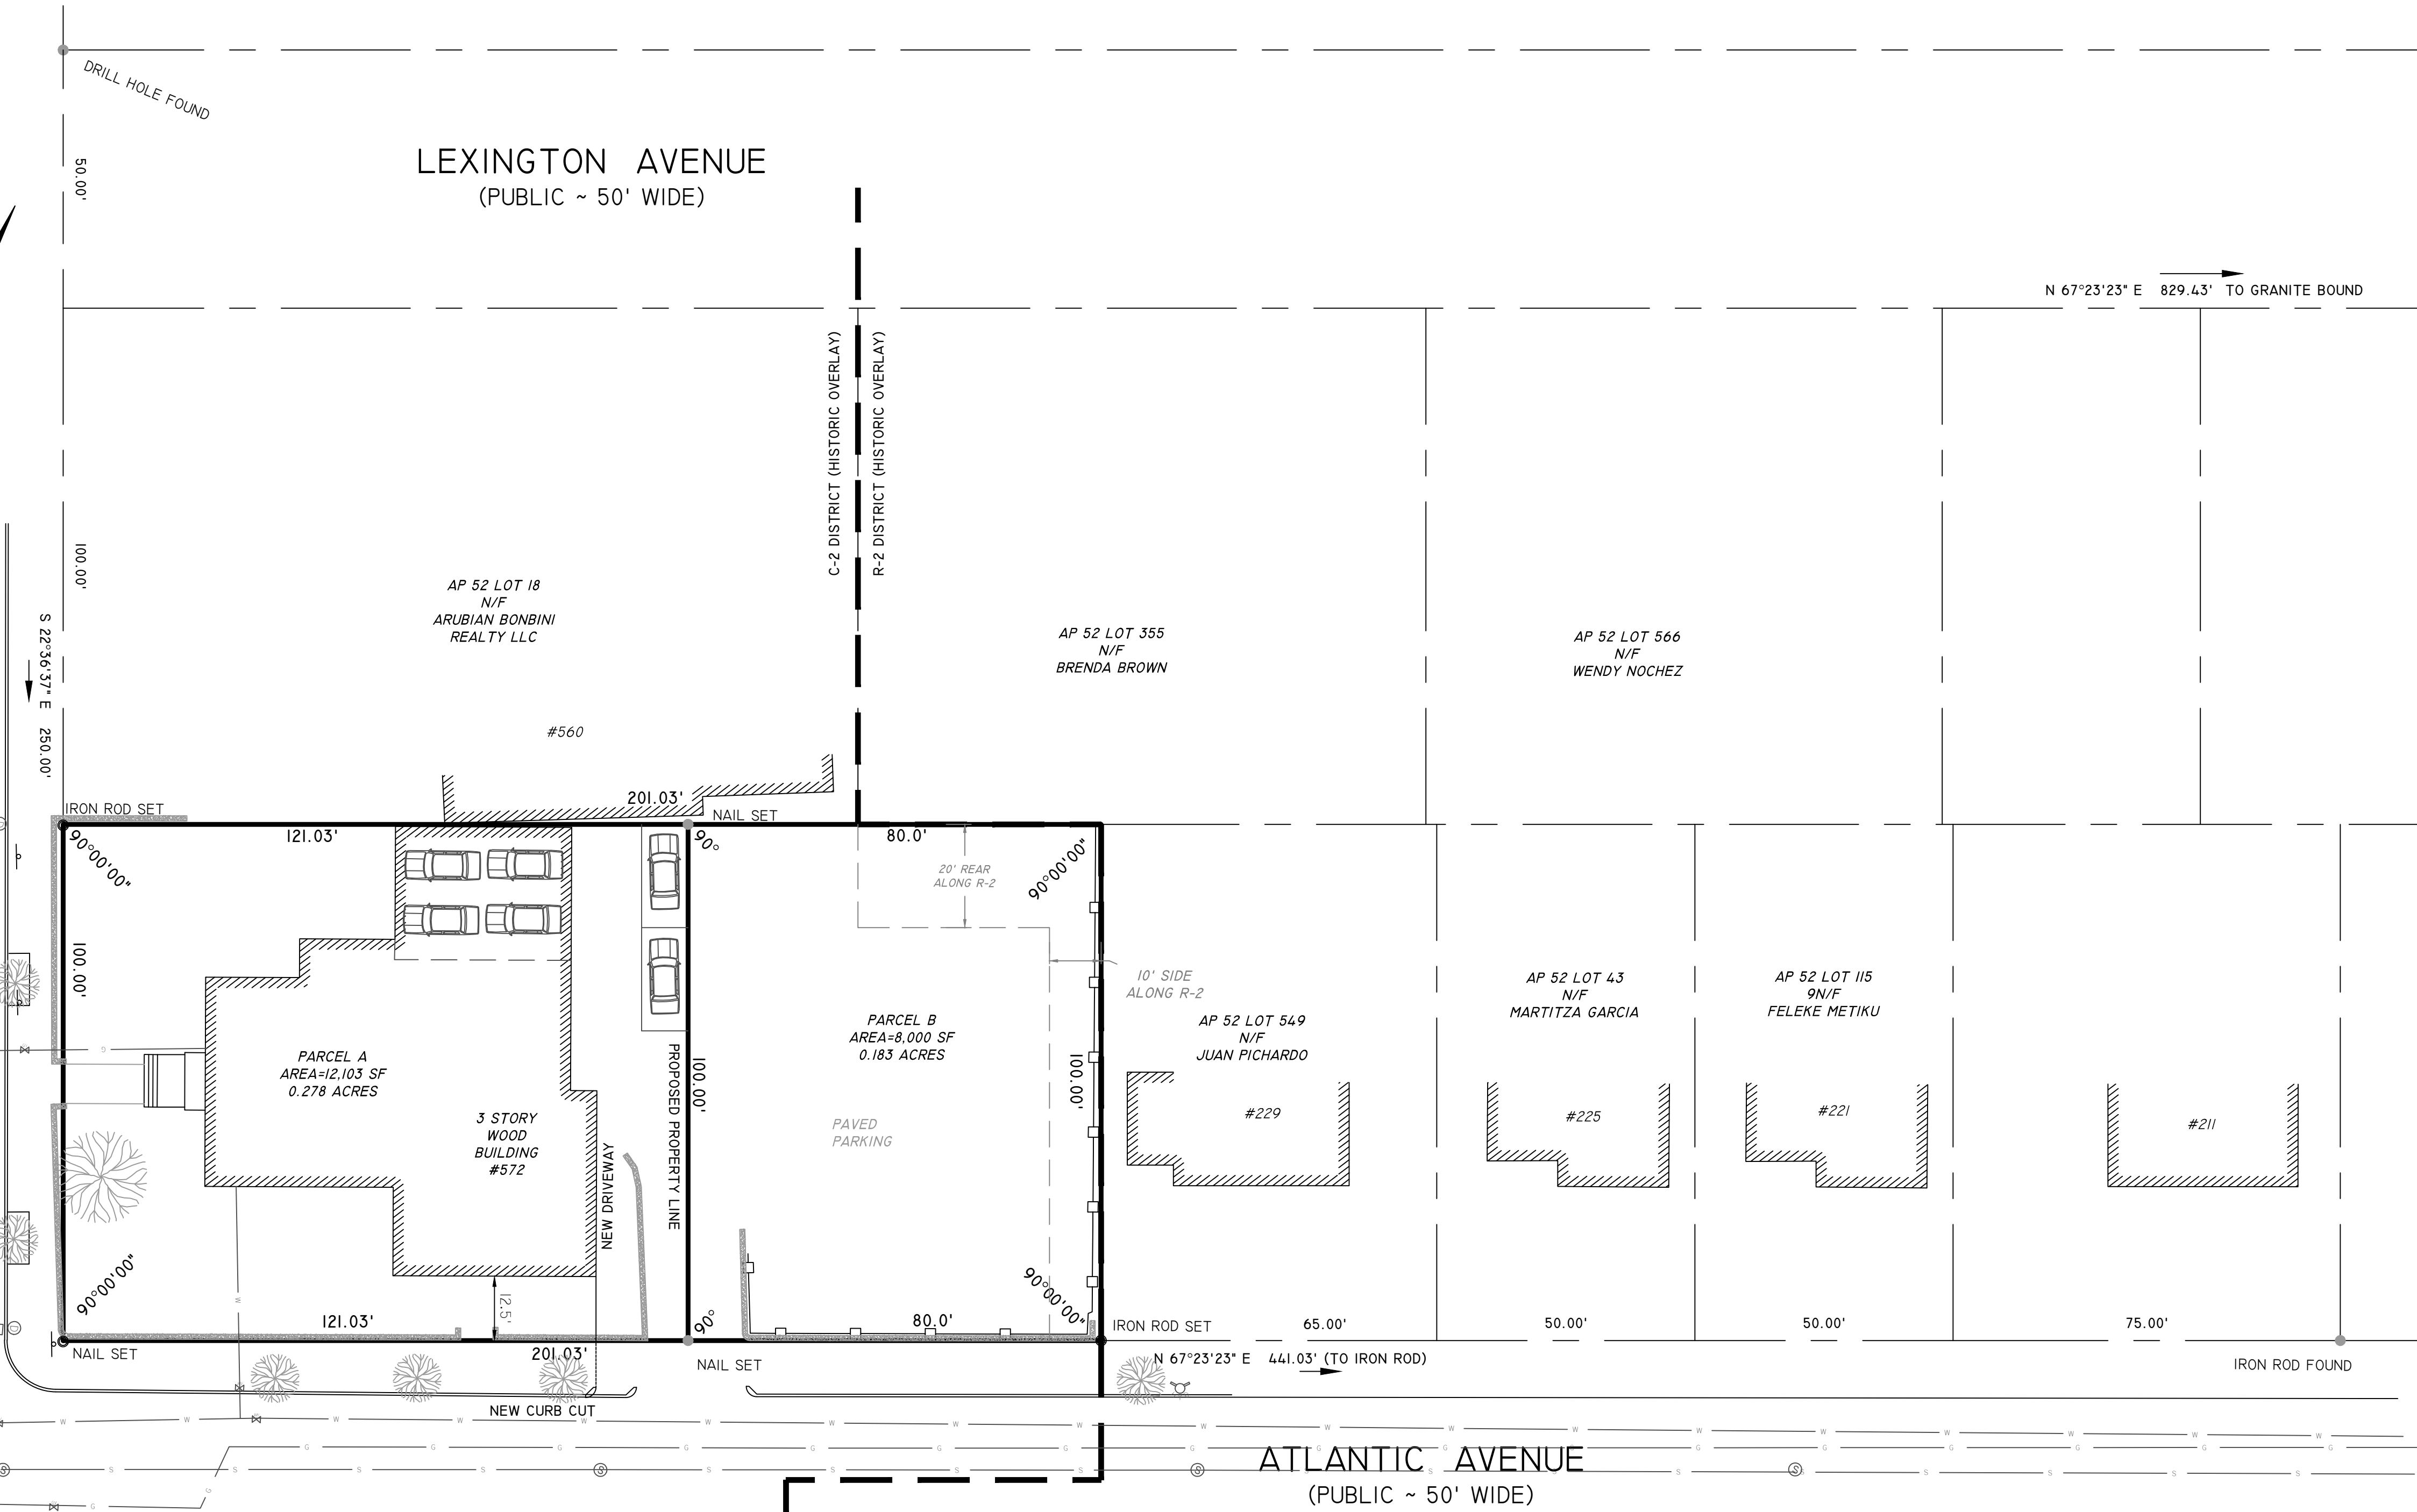 DRILL HOLE FOUND
50.00'
LEXINGTON AVENUE
(PUBLIC ~ 50' WIDE)
N 67°23'23" E 829.43' TO GRANITE BOUND
C-2 DISTRICT (HISTORIC OVERLAY)
R-2 DISTRICT (HISTORIC OVERLAY)
100.00'
S 22°36'37" E 250.00'
AP 52 LOT 18
N/F
ARUBIAN BONBINI
REALTY LLC
AP 52 LOT 355
N/F
BRENDA BROWN
AP 52 LOT 566
N/F
WENDY NOCHEZ
#560
201.03'
IRON ROD SET
NAIL SET
121.03'
80.0'
90°00'00"
90°
90°00'00"
20' REAR
ALONG R-2
100.00'
10' SIDE
ALONG R-2
PARCEL A
AREA=12,103 SF
0.278 ACRES
3 STORY
WOOD
BUILDING
#572
NEW DRIVEWAY
PROPOSED PROPERTY LINE
100.00'
PARCEL B
AREA=8,000 SF
0.183 ACRES
PAVED
PARKING
100.00'
AP 52 LOT 549
N/F
JUAN PICHARDO
#229
AP 52 LOT 43
N/F
MARTITZA GARCIA
#225
AP 52 LOT 115
9N/F
FELEKE METIKU
#221
#211
90°00'00"
12.5'
90°
90°00'00"
121.03'
80.0'
NAIL SET
201.03'
NAIL SET
IRON ROD SET
65.00'
50.00'
50.00'
75.00'
N 67°23'23" E 441.03' (TO IRON ROD)
IRON ROD FOUND
NEW CURB CUT
W W W W W W W W W W W W W W W W W W W
G G G G G G G G G G G G G G G G G
S S S S S S S S S S S S S S S
ATLANTIC AVENUE
(PUBLIC ~ 50' WIDE)